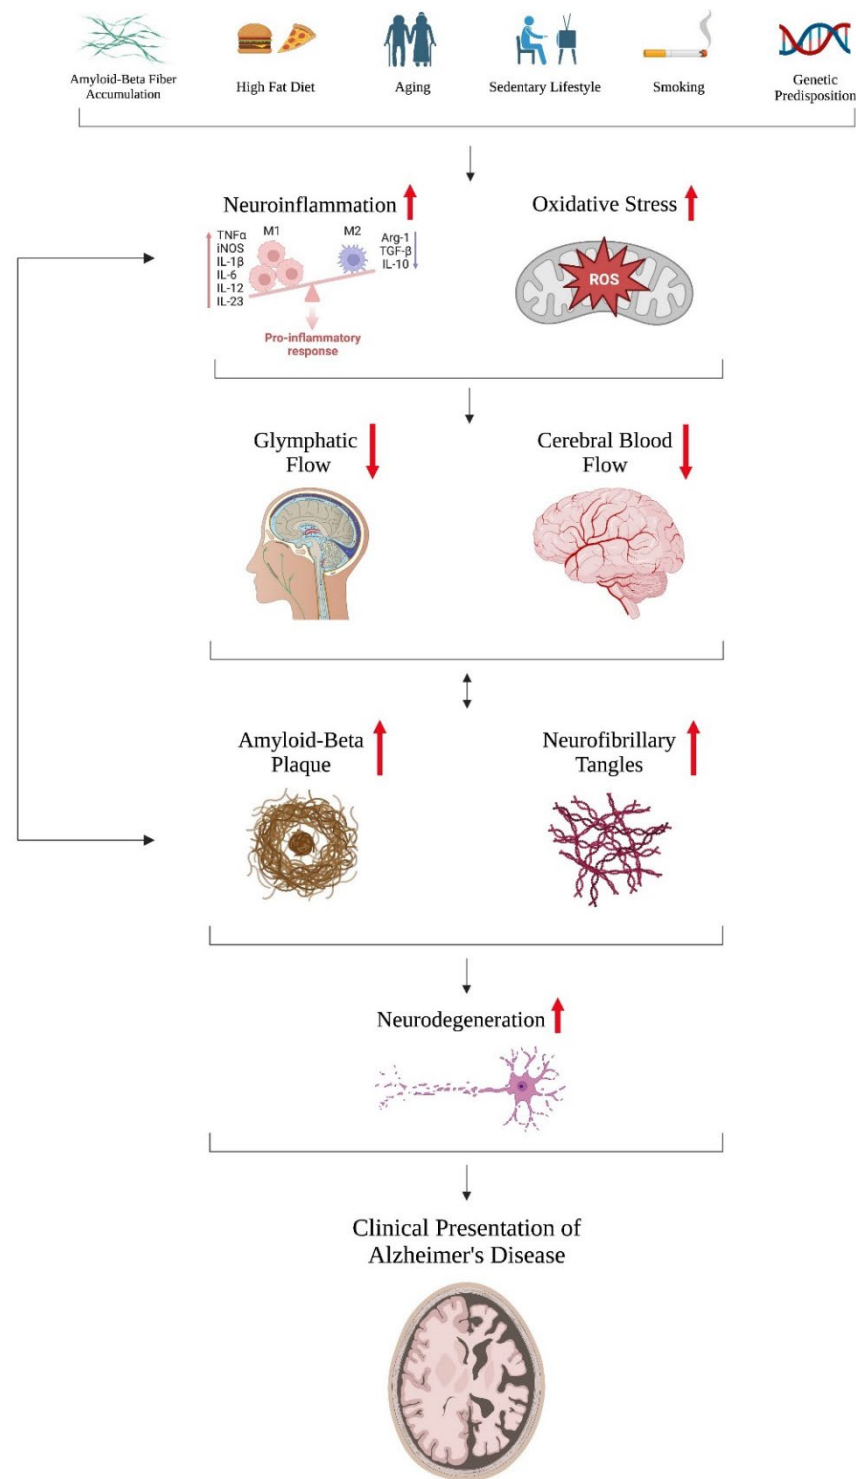 Amyloid-Beta Fiber
Accumulation
High Fat Diet
Aging
Sedentary Lifestyle
Smoking
Genetic
Predisposition
Neuroinflammation
TNFα
iNOS
IL-1β
IL-6
IL-12
IL-23
M1
M2
Arg-1
TGF-β
IL-10
Pro-inflammatory
response
Oxidative Stress
ROS
Glymphatic
Flow
Cerebral Blood
Flow
Amyloid-Beta
Plaque
Neurofibrillary
Tangles
Neurodegeneration
Clinical Presentation of
Alzheimer's Disease